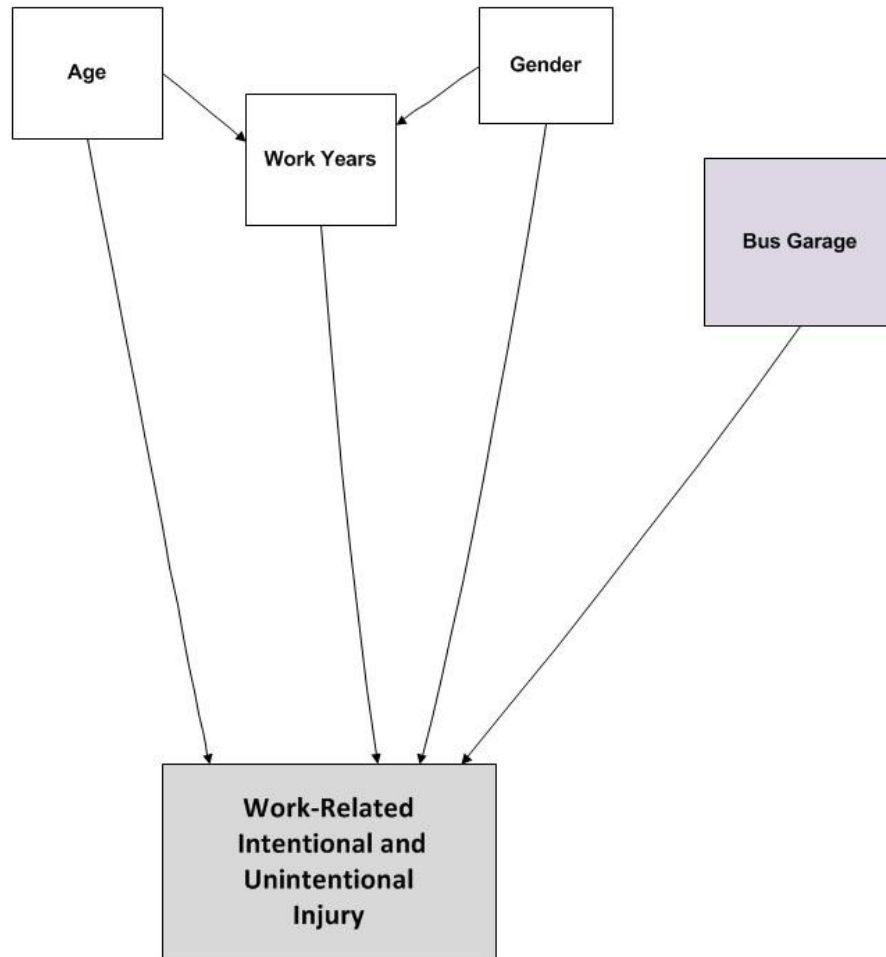 Age
Gender
Work Years
Bus Garage
Work-Related
Intentional and
Unintentional
Injury